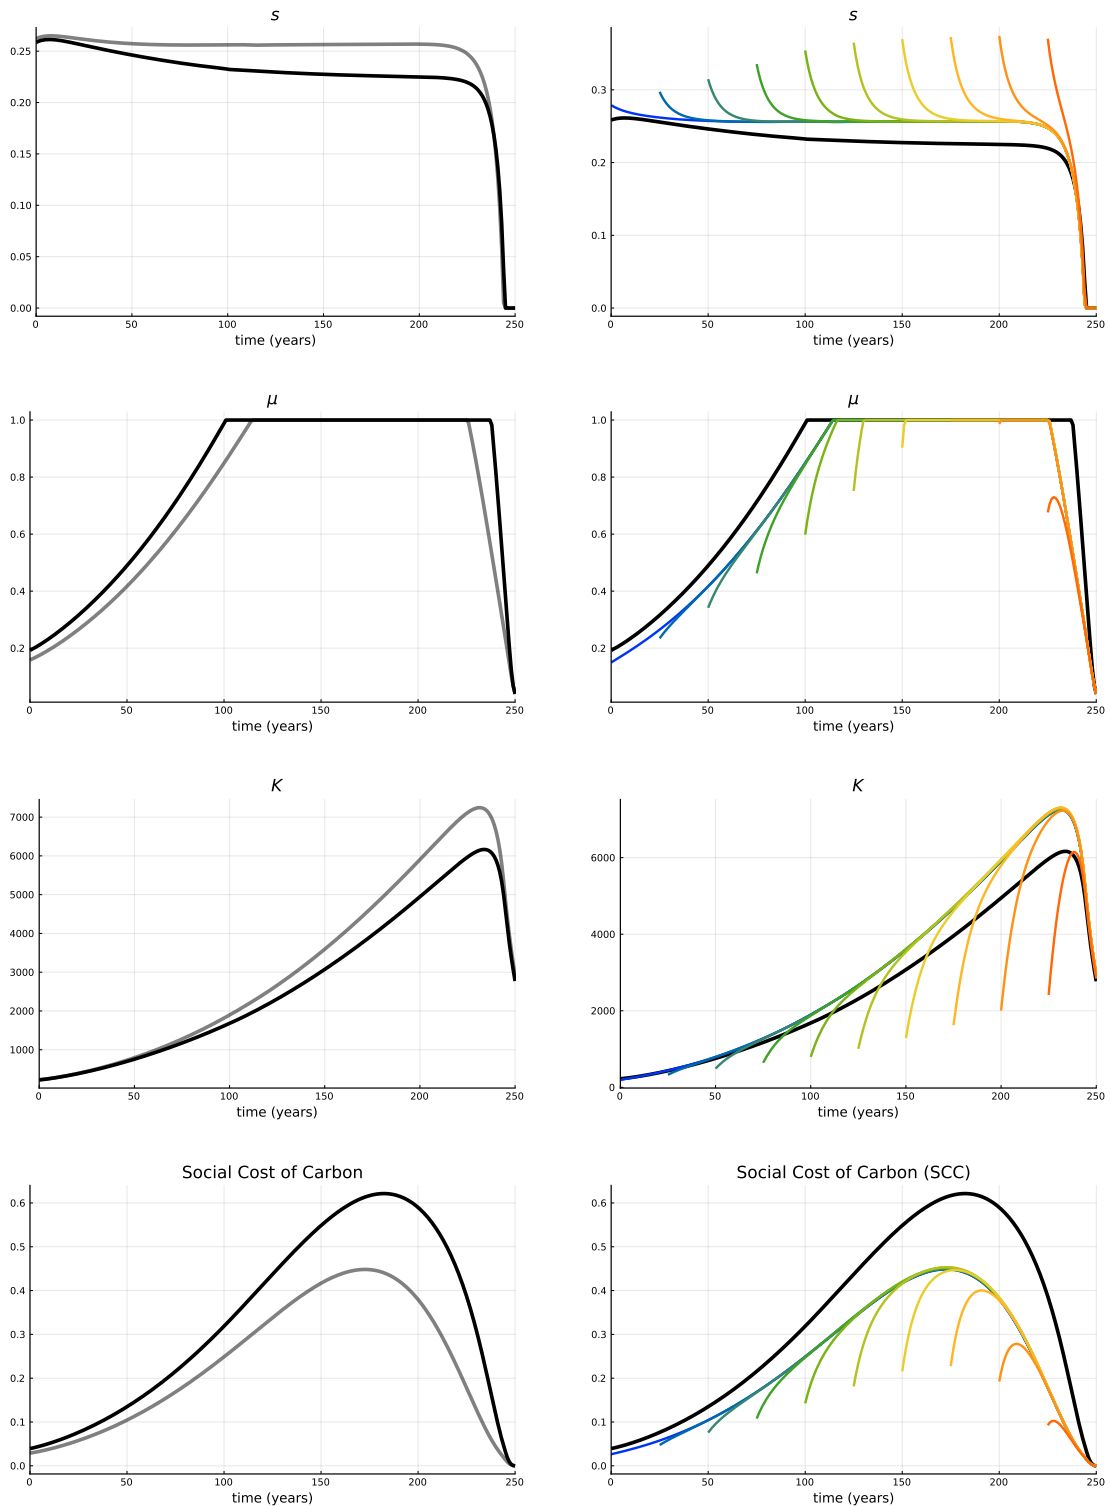 s
0.25
0.20
0.15
0.10
0.05
0.00
0 50 100 150 200 250
time (years)
s
0.3
0.2
0.1
0.0
0 50 100 150 200 250
time (years)
μ
1.0
0.8
0.6
0.4
0.2
0 50 100 150 200 250
time (years)
μ
1.0
0.8
0.6
0.4
0.2
0 50 100 150 200 250
time (years)
K
7000
6000
5000
4000
3000
2000
1000
0 50 100 150 200 250
time (years)
K
6000
4000
2000
0
0 50 100 150 200 250
time (years)
Social Cost of Carbon
0.6
0.5
0.4
0.3
0.2
0.1
0.0
0 50 100 150 200 250
time (years)
Social Cost of Carbon (SCC)
0.6
0.5
0.4
0.3
0.2
0.1
0.0
0 50 100 150 200 250
time (years)